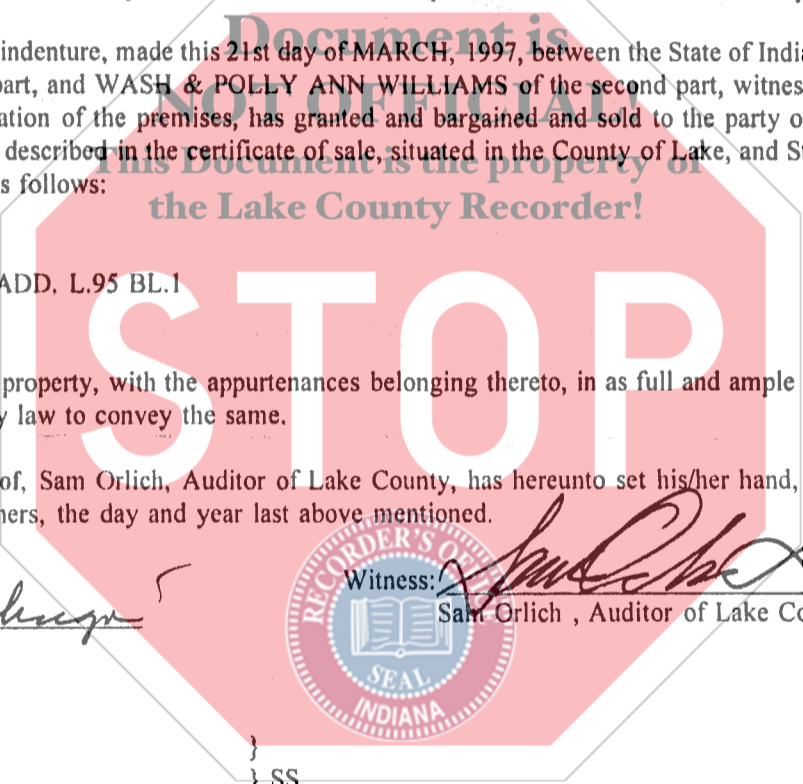 Document is
indenture, made this 21st day of MARCH, 1997, between the State of Indi
part, and WASH & POLLY ANN WILLIAMS of the second part, witnes
NOT OFFICIAL!
ation of the premises, has granted and bargained and sold to the party o
described in the certificate of sale, situated in the County of Lake, and S
This Document is the property of
s follows:
the Lake County Recorder!
ADD, L.95 BL.1
STOP
property, with the appurtenances belonging thereto, in as full and ample
y law to convey the same.
of, Sam Orlich, Auditor of Lake County, has hereunto set his/her hand,
ners, the day and year last above mentioned.
RECORDER'S OFFICE
Witness:
Sam Orlich , Auditor of Lake Co
SEAL
INDIANA
}
} SS